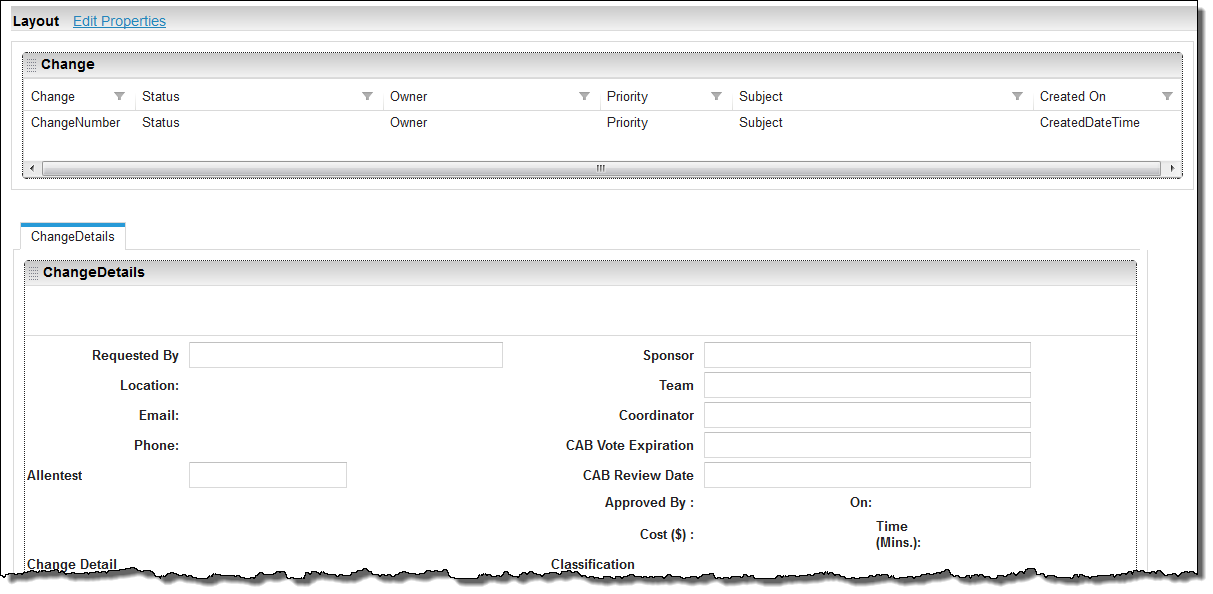 Layout Edit Properties
Change
Change Status Owner Priority Subject Created On
ChangeNumber Status Owner Priority Subject CreatedDateTime
ChangeDetails
ChangeDetails
Requested By Sponsor
Location: Team
Email: Coordinator
Phone: CAB Vote Expiration
Allentest CAB Review Date
Approved By : On:
Cost ($) : Time
(Mins.):
Change Detail Classification